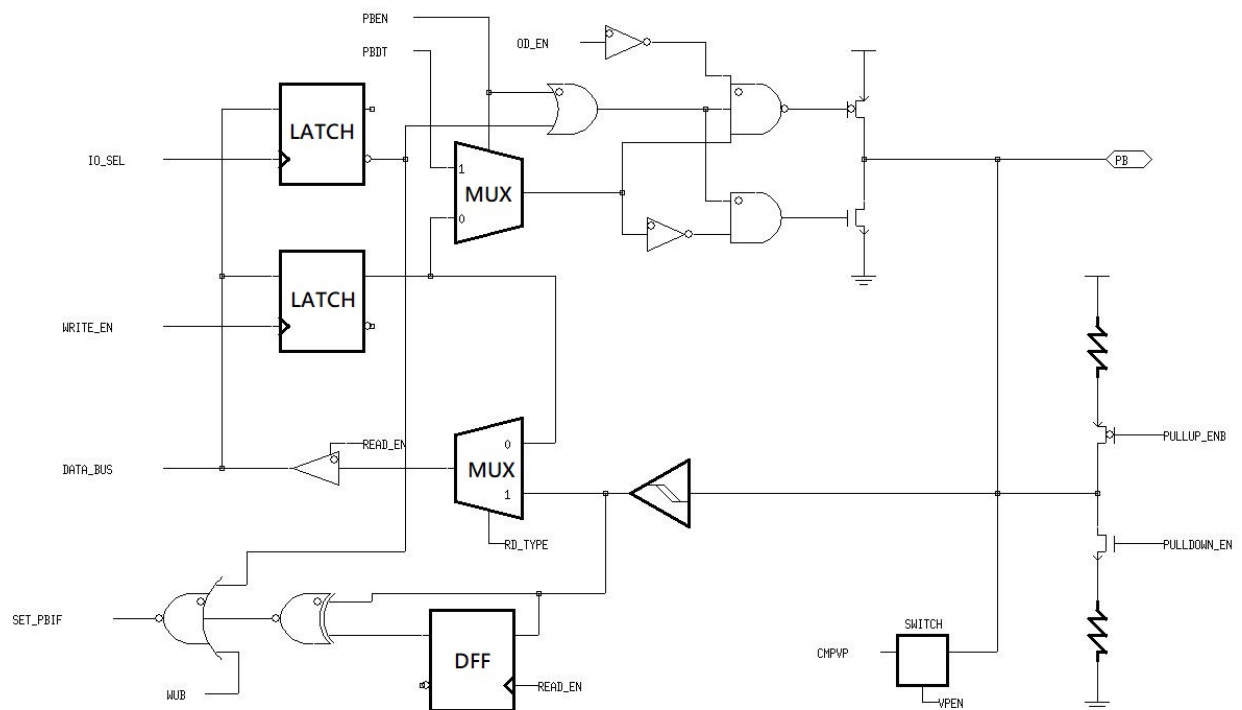 PBEN
PBDT
OD_EN
LATCH
IO_SEL
1
MUX
0
PB
LATCH
WRITE_EN
READ_EN
0
MUX
1
DATA_BUS
RD_TYPE
PULLUP_ENB
PULLDOWN_EN
SET_PBIF
DFF
READ_EN
WUB
SWITCH
CMPVP
VPEN